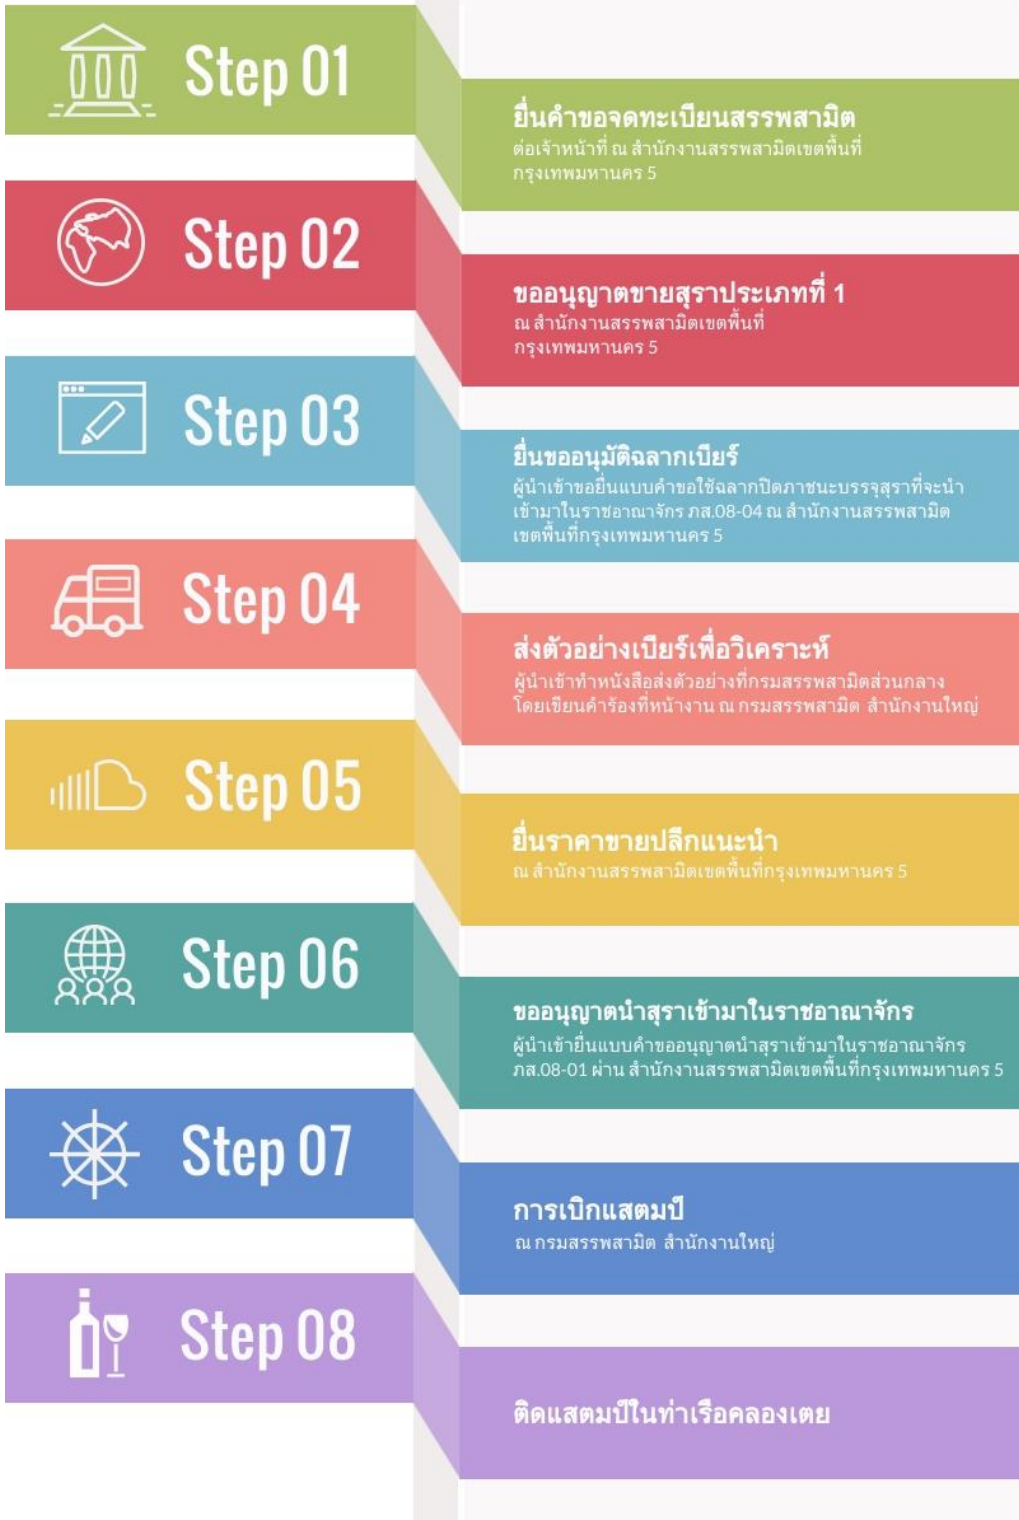 Step 01
ยื่นคำขอจดทะเบียนสรรพสามิต
ต่อเจ้าหน้าที่ ณ สำนักงานสรรพสามิตเขตพื้นที่
กรุงเทพมหานคร 5
Step 02
ขออนุญาตขายสุราประเภทที่ 1
ณ สำนักงานสรรพสามิตเขตพื้นที่
กรุงเทพมหานคร 5
Step 03
ยื่นขออนุมัติฉลากเบียร์
ผู้นำเข้าขอยื่นแบบคำขอใช้ฉลากปิดภาชนะบรรจุสุราที่จะนำ
เข้ามาในราชอาณาจักร ภส.08-04 ณ สำนักงานสรรพสามิต
เขตพื้นที่กรุงเทพมหานคร 5
Step 04
ส่งตัวอย่างเบียร์เพื่อวิเคราะห์
ผู้นำเข้าทำหนังสือส่งตัวอย่างที่กรมสรรพสามิตส่วนกลาง
โดยเขียนคำร้องที่หน้างาน ณ กรมสรรพสามิต สำนักงานใหญ่
Step 05
ยื่นราคาขายปลีกแนะนำ
ณ สำนักงานสรรพสามิตเขตพื้นที่กรุงเทพมหานคร 5
Step 06
ขออนุญาตนำสุราเข้ามาในราชอาณาจักร
ผู้นำเข้ายื่นแบบคำขออนุญาตนำสุราเข้ามาในราชอาณาจักร
ภส.08-01 ผ่าน สำนักงานสรรพสามิตเขตพื้นที่กรุงเทพมหานคร 5
Step 07
การเบิกแสตมป์
ณ กรมสรรพสามิต สำนักงานใหญ่
Step 08
ติดแสตมป์ในท่าเรือคลองเตย